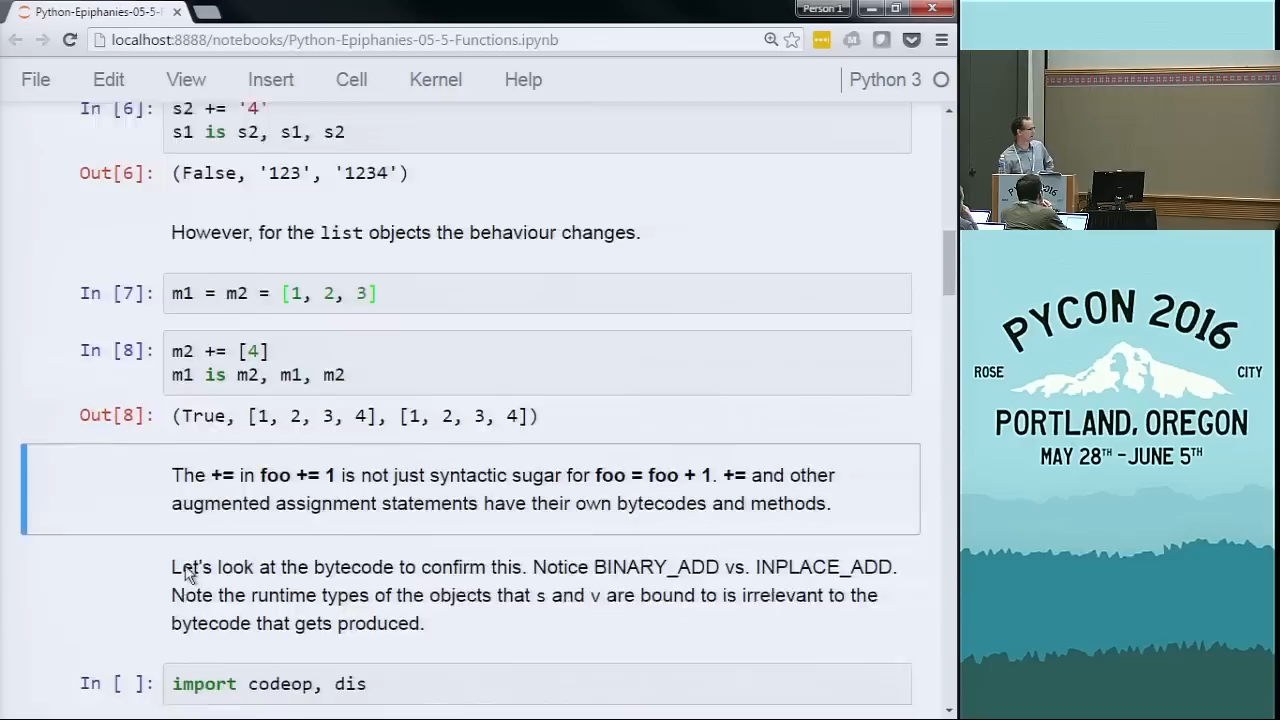 Python-Epiphanies-05-5-
Person 1
localhost:8888/notebooks/Python-Epiphanies-05-5-Functions.ipynb
File Edit View Insert Cell Kernel Help Python 3
In [6]: s2 += '4'
s1 is s2, s1, s2
Out[6]: (False, '123', '1234')
However, for the list objects the behaviour changes.
In [7]: m1 = m2 = [1, 2, 3]
In [8]: m2 += [4]
m1 is m2, m1, m2
Out[8]: (True, [1, 2, 3, 4], [1, 2, 3, 4])
The += in foo += 1 is not just syntactic sugar for foo = foo + 1. += and other
augmented assignment statements have their own bytecodes and methods.
Let's look at the bytecode to confirm this. Notice BINARY_ADD vs. INPLACE_ADD.
Note the runtime types of the objects that s and v are bound to is irrelevant to the
bytecode that gets produced.
In [ ]: import codeop, dis
PYCON 2016
PYCON 2016
ROSE CITY
PORTLAND, OREGON
MAY 28TH -JUNE 5TH